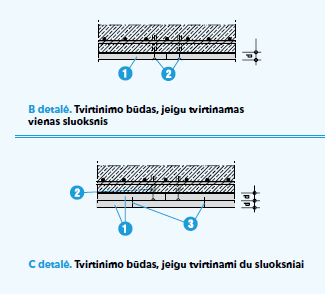 d
1
2
B detalė. Tvirtinimo būdas, jeigu tvirtinamas
vienas sluoksnis
2
d
d
1
3
C detalė. Tvirtinimo būdas, jeigu tvirtinami du sluoksniai